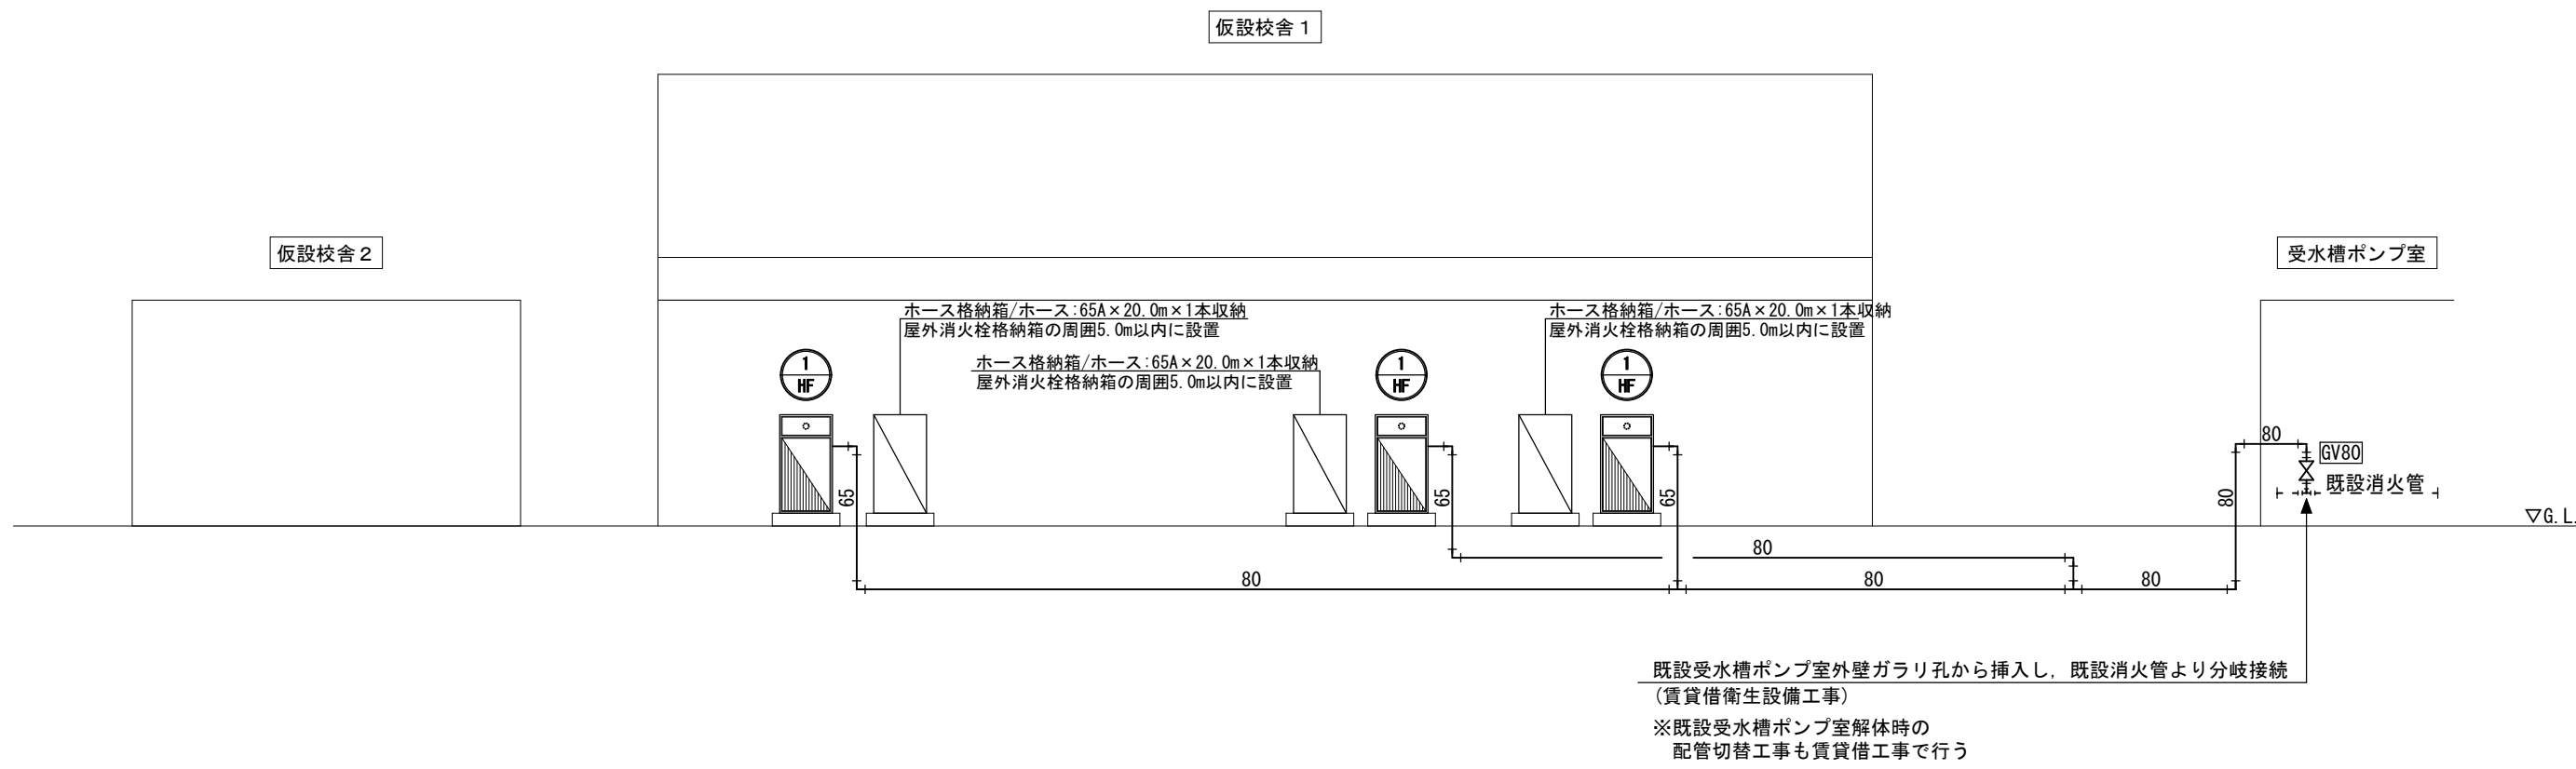 仮設校舎１
仮設校舎２
受水槽ポンプ室
ホース格納箱/ホース:65A×20.0m×1本収納
屋外消火栓格納箱の周囲5.0m以内に設置
ホース格納箱/ホース:65A×20.0m×1本収納
屋外消火栓格納箱の周囲5.0m以内に設置
ホース格納箱/ホース:65A×20.0m×1本収納
屋外消火栓格納箱の周囲5.0m以内に設置
1
HF
1
HF
1
HF
65
65
65
80
GV80
既設消火管
80
▽G.L.
80
80
80
80
既設受水槽ポンプ室外壁ガラリ孔から挿入し，既設消火管より分岐接続
(賃貸借衛生設備工事)
※既設受水槽ポンプ室解体時の
配管切替工事も賃貸借工事で行う